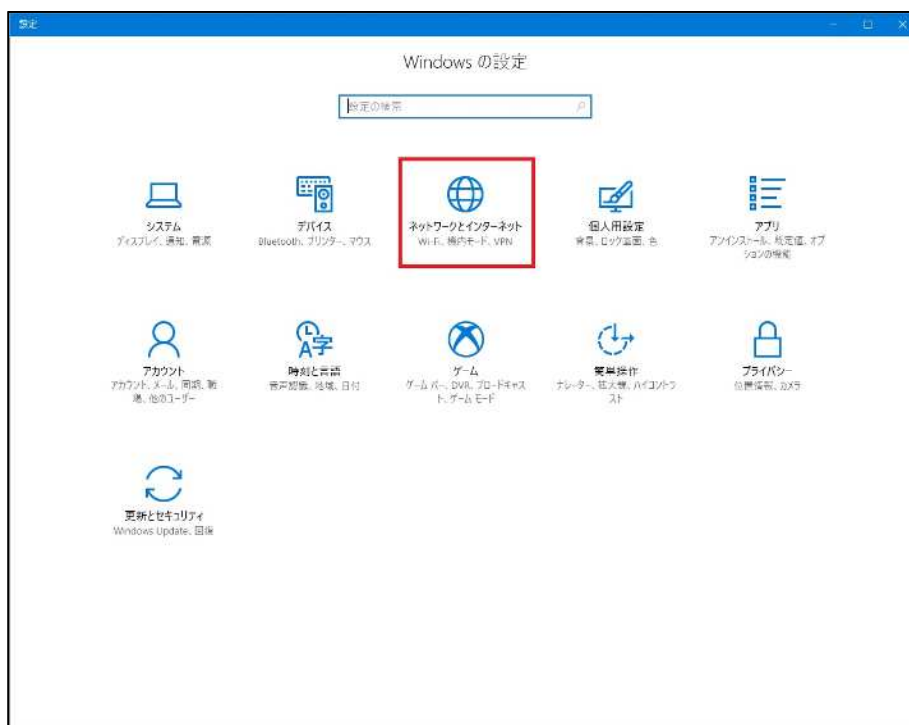 設定
Windows の設定
設定の検索
システム
ディスプレイ、通知、電源
デバイス
Bluetooth、プリンター、マウス
ネットワークとインターネット
Wi-Fi、機内モード、VPN
個人用設定
背景、ロック画面、色
アプリ
アンインストール、既定値、オプ
ションの機能
アカウント
アカウント、メール、同期、職
場、他のユーザー
時刻と言語
音声認識、地域、日付
ゲーム
ゲーム バー、DVR、ブロードキャス
ト、ゲーム モード
簡単操作
ナレーター、拡大鏡、ハイコントラ
スト
プライバシー
位置情報、カメラ
更新とセキュリティ
Windows Update、回復